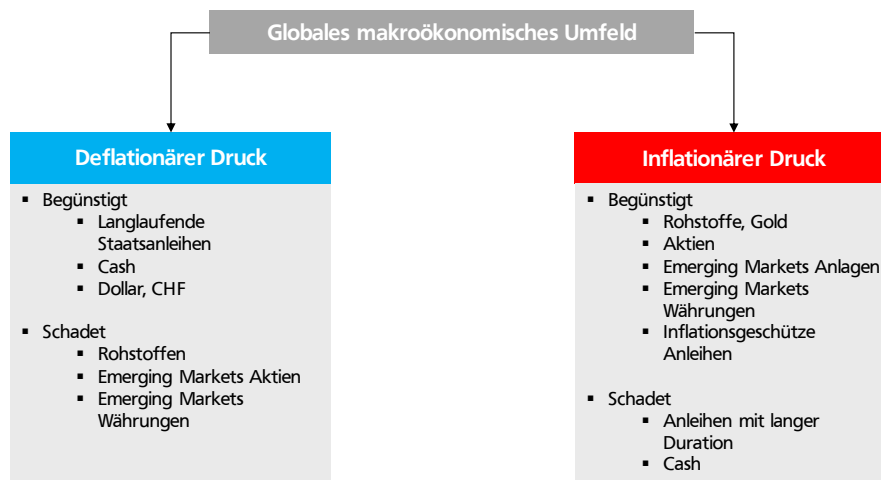 Globales makroökonomisches Umfeld
Deflationärer Druck
▪ Begünstigt
▪ Langlaufende
Staatsanleihen
▪ Cash
▪ Dollar, CHF
▪ Schadet
▪ Rohstoffen
▪ Emerging Markets Aktien
▪ Emerging Markets
Währungen
Inflationärer Druck
▪ Begünstigt
▪ Rohstoffe, Gold
▪ Aktien
▪ Emerging Markets Anlagen
▪ Emerging Markets
Währungen
▪ Inflationsgeschütze
Anleihen
▪ Schadet
▪ Anleihen mit langer
Duration
▪ Cash